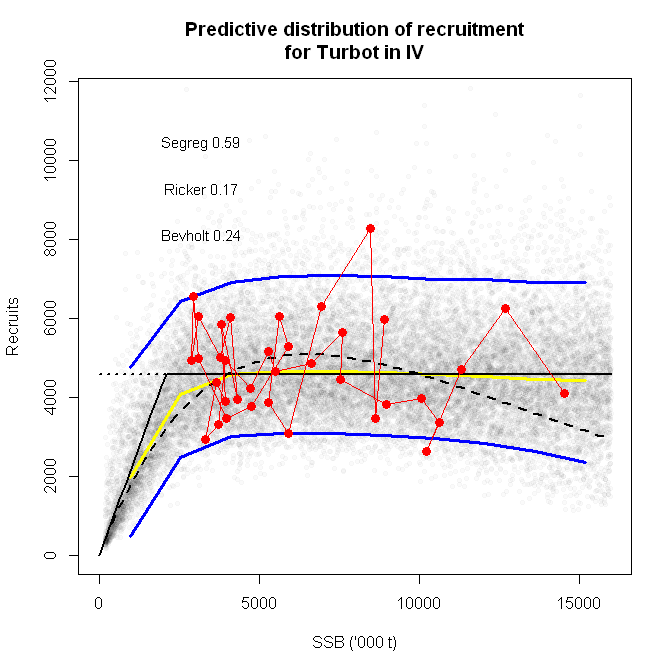 Predictive distribution of recruitment
for Turbot in IV
12000
10000
8000
6000
4000
2000
0
Recruits
Segreg 0.59
Ricker 0.17
Bevholt 0.24
0
5000
10000
15000
SSB ('000 t)